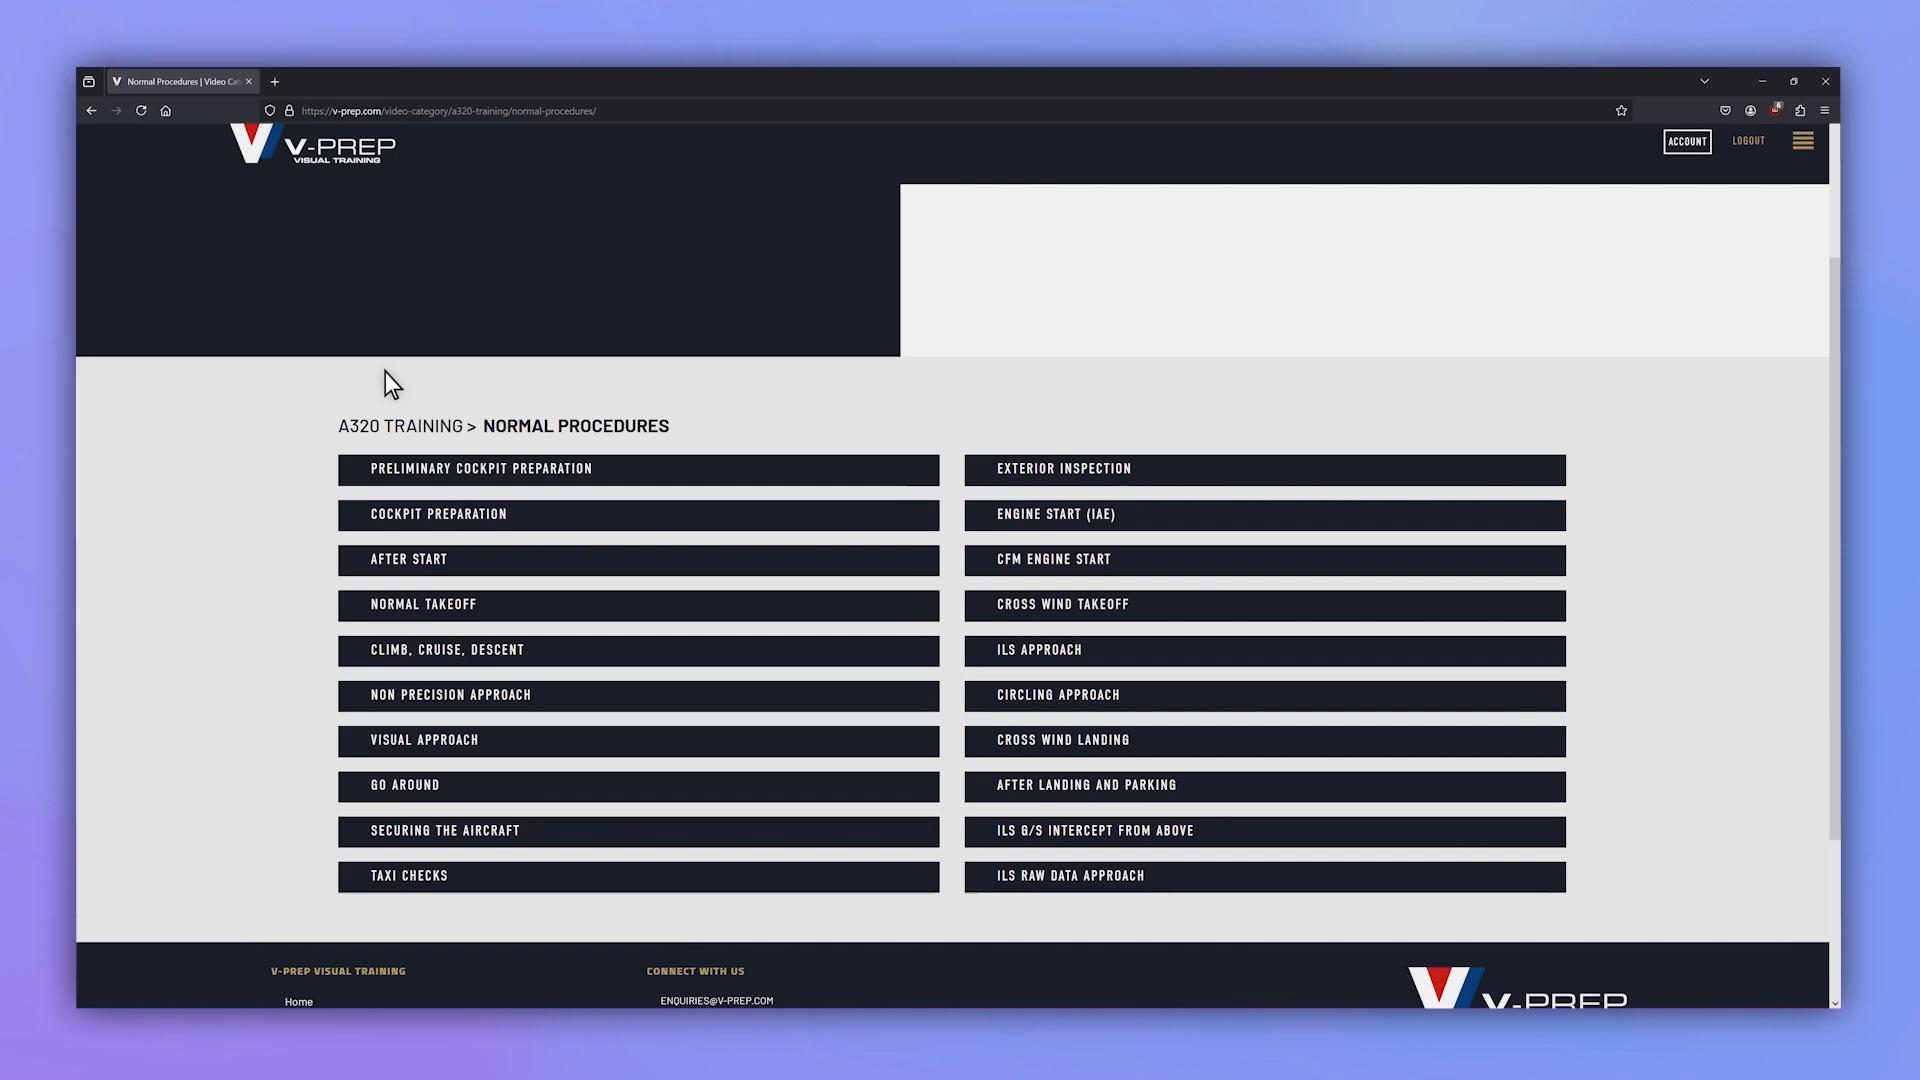 Normal Procedures | Video Cat
https://v-prep.com/video-category/a320-training/normal-procedures/
6
V-PREP
VISUAL TRAINING
ACCOUNT
LOGOUT
A320 TRAINING > NORMAL PROCEDURES
PRELIMINARY COCKPIT PREPARATION
EXTERIOR INSPECTION
COCKPIT PREPARATION
ENGINE START (IAE)
AFTER START
CFM ENGINE START
NORMAL TAKEOFF
CROSS WIND TAKEOFF
CLIMB, CRUISE, DESCENT
ILS APPROACH
NON PRECISION APPROACH
CIRCLING APPROACH
VISUAL APPROACH
CROSS WIND LANDING
GO AROUND
AFTER LANDING AND PARKING
SECURING THE AIRCRAFT
ILS G/S INTERCEPT FROM ABOVE
TAXI CHECKS
ILS RAW DATA APPROACH
V-PREP VISUAL TRAINING
CONNECT WITH US
Home
ENQUIRIES@V-PREP.COM
V-PREP